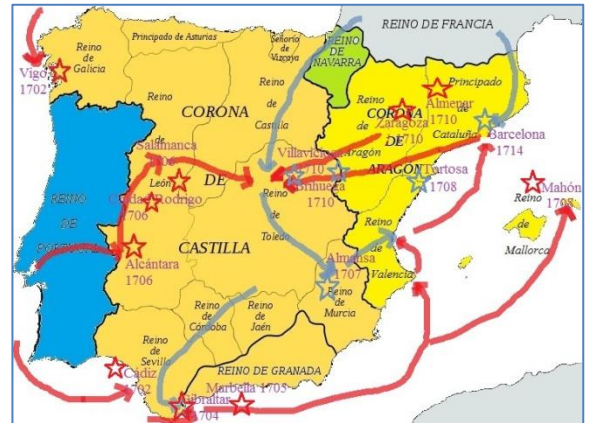 REINO DE FRANCIA
Principado de Asturias
Señorío
de
Vizcaya
REINO
DE
NAVARRA
Reino
de
Galicia
Vigo
1702
Reino
de
León
CORONA
DE
CASTILLA
Reino
de
Castilla
Reino
de
Toledo
Salamanca
Ciudad Rodrigo
1706
Alcántara
1706
REINO
DE
PORTUGAL
Villaviciosa
1710
Brihuega
1710
Reino
de
Aragón
CORONA
DE
ARAGÓN
Zaragoza
1710
Almenar
1710
Principado
de
Cataluña
Barcelona
1714
Tortosa
1708
Mahón
Reino
de
Mallorca
Reino
de
Valencia
Almansa
1707
Reino
de
Murcia
Reino
de
Jaén
Reino
de
Córdoba
Reino
de
Sevilla
REINO DE GRANADA
Cádiz
1702
Marbella 1705
Gibraltar
1704